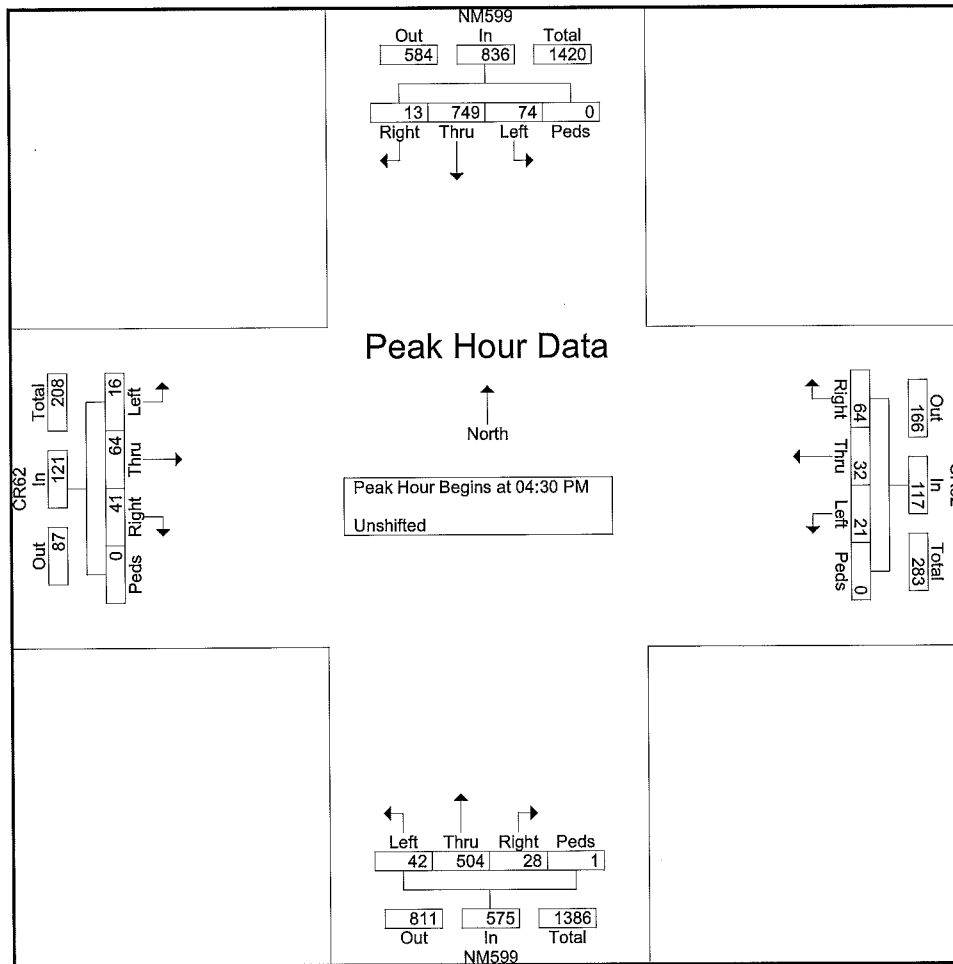 NM599
Out In Total
584 836 1420
13 749 74 0
Right Thru Left Peds
Peak Hour Data
North
Peak Hour Begins at 04:30 PM
Unshifted
CR62
Out In Total
87 121 208
Left Thru Right Peds
16 64 41 0
Right Thru Left Peds
64 32 21 0
Out In Total
166 117 283
Left Thru Right Peds
42 504 28 1
811 575 1386
Out In Total
NM599